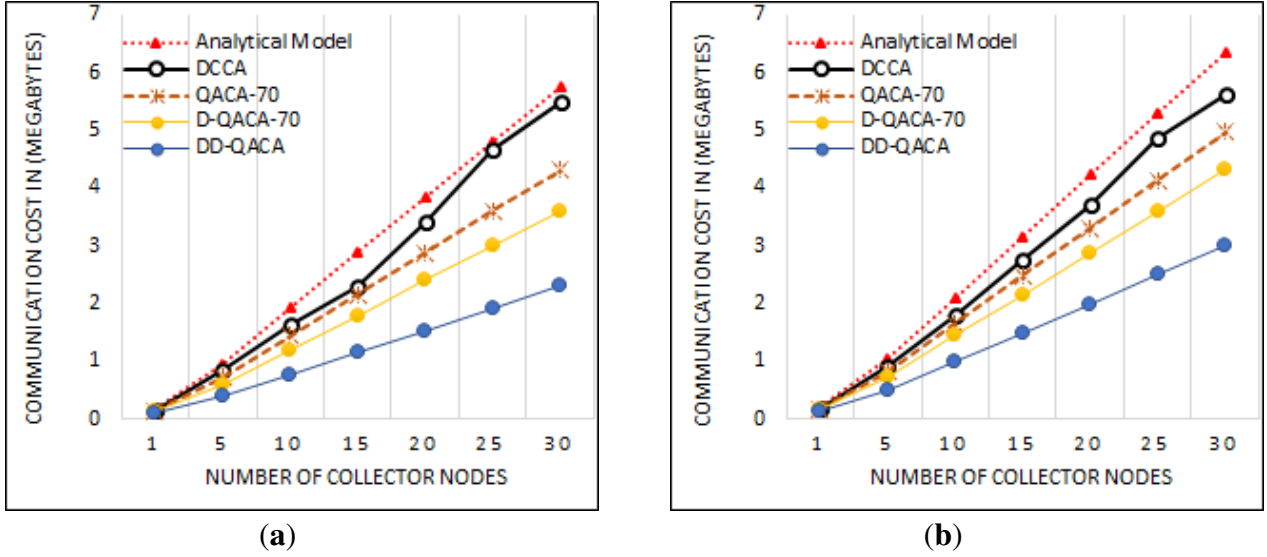 7
6
5
4
3
2
1
0
COMMUNICATION COST IN (MEGABYTES)
Analytical Model
DCCA
QACA-70
D-QACA-70
DD-QACA
1 5 10 15 20 25 30
NUMBER OF COLLECTOR NODES
(a)
7
6
5
4
3
2
1
0
COMMUNICATION COST IN (MEGABYTES)
Analytical Model
DCCA
QACA-70
D-QACA-70
DD-QACA
1 5 10 15 20 25 30
NUMBER OF COLLECTOR NODES
(b)